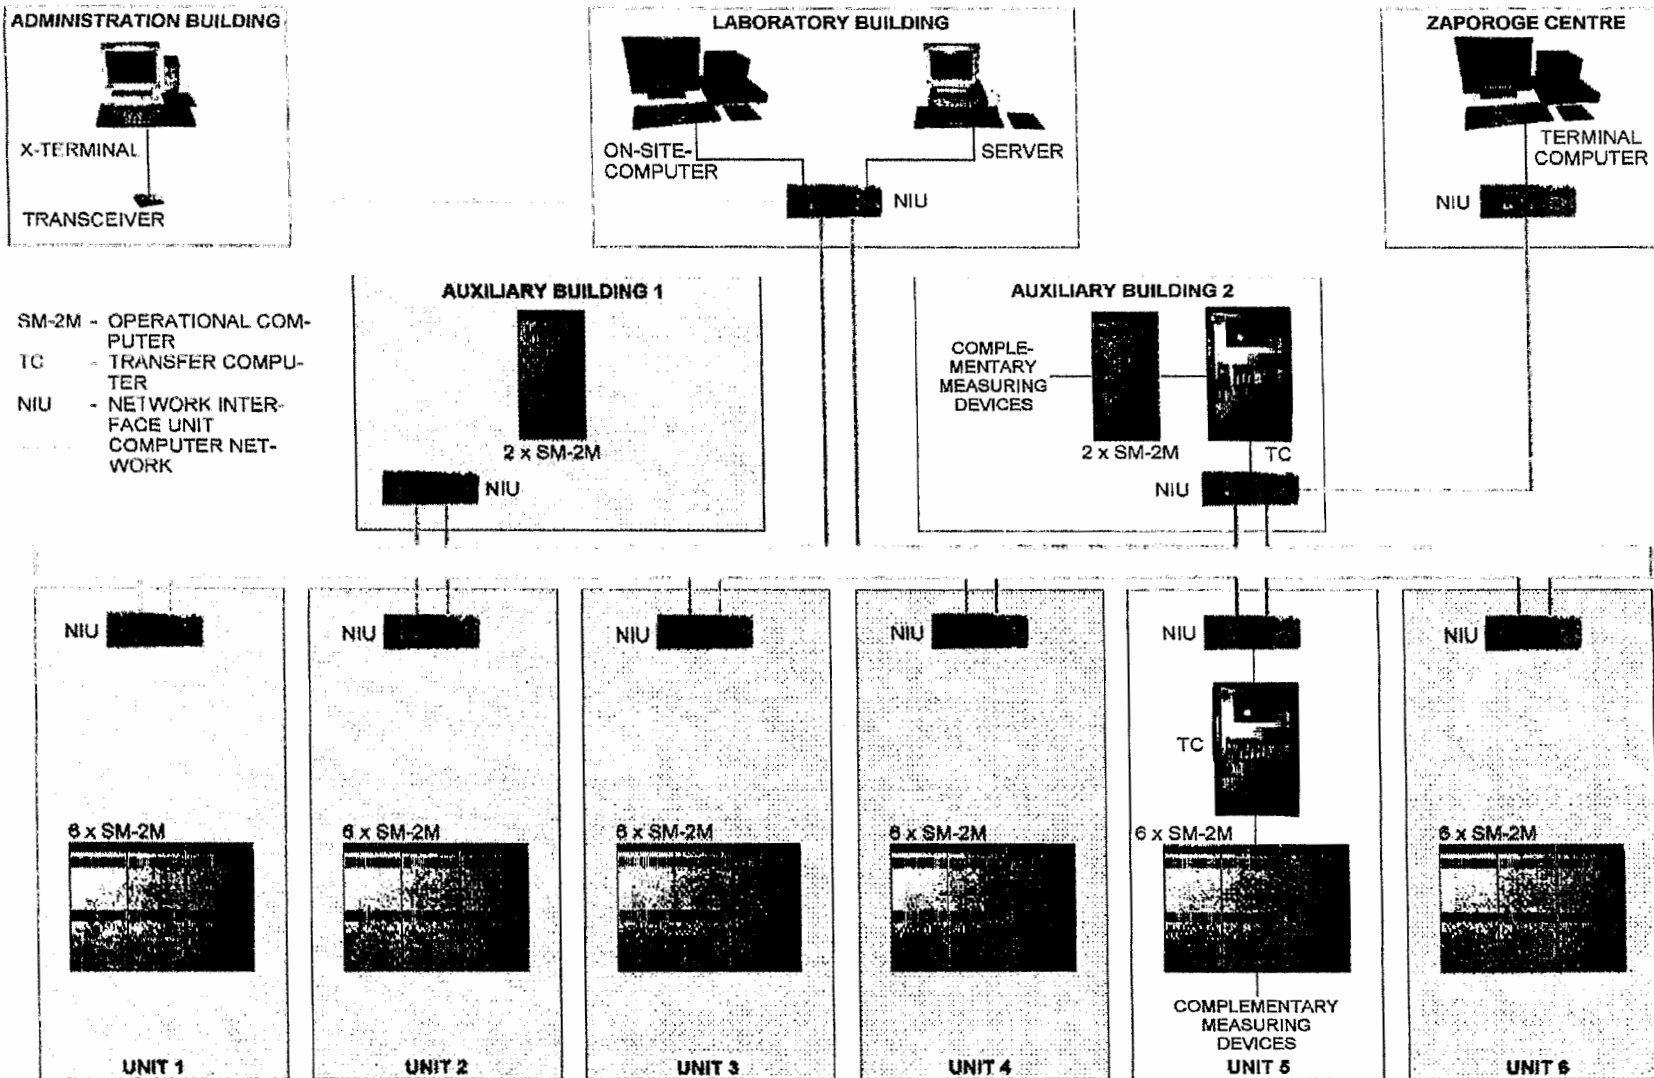 ADMINISTRATION BUILDING
X-TERMINAL
TRANSCEIVER
LABORATORY BUILDING
ON-SITE-
COMPUTER
SERVER
NIU
ZAPOROGE CENTRE
TERMINAL
COMPUTER
NIU
SM-2M - OPERATIONAL COM-
PUTER
TC - TRANSFER COMPU-
TER
NIU - NETWORK INTER-
FACE UNIT
COMPUTER NET-
WORK
AUXILIARY BUILDING 1
2 x SM-2M
NIU
AUXILIARY BUILDING 2
COMPLE-
MENTARY
MEASURING
DEVICES
2 x SM-2M
TC
NIU
NIU
6 x SM-2M
UNIT 1
NIU
6 x SM-2M
UNIT 2
NIU
6 x SM-2M
UNIT 3
NIU
6 x SM-2M
UNIT 4
NIU
TC
6 x SM-2M
COMPLEMENTARY
MEASURING
DEVICES
UNIT 5
NIU
6 x SM-2M
UNIT 6